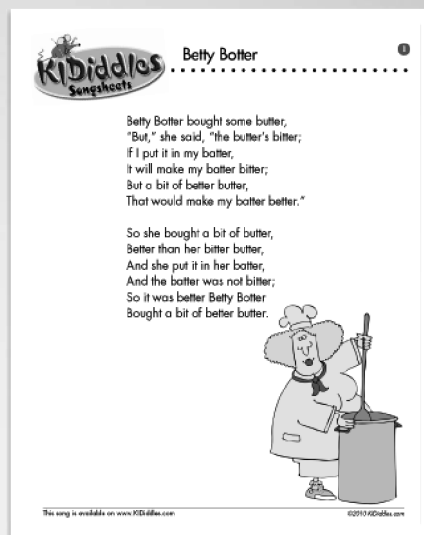 KIDiddles
Songsheets
Betty Botter
1
Betty Botter bought some butter,
"But," she said, "the butter's bitter;
If I put it in my batter,
It will make my batter bitter;
But a bit of better butter,
That would make my batter better."
So she bought a bit of butter,
Better than her bitter butter,
And she put it in her batter,
And the batter was not bitter;
So it was better Betty Botter
Bought a bit of better butter.
This song is available on www.KIDiddles.com
©2010 KIDiddles.com